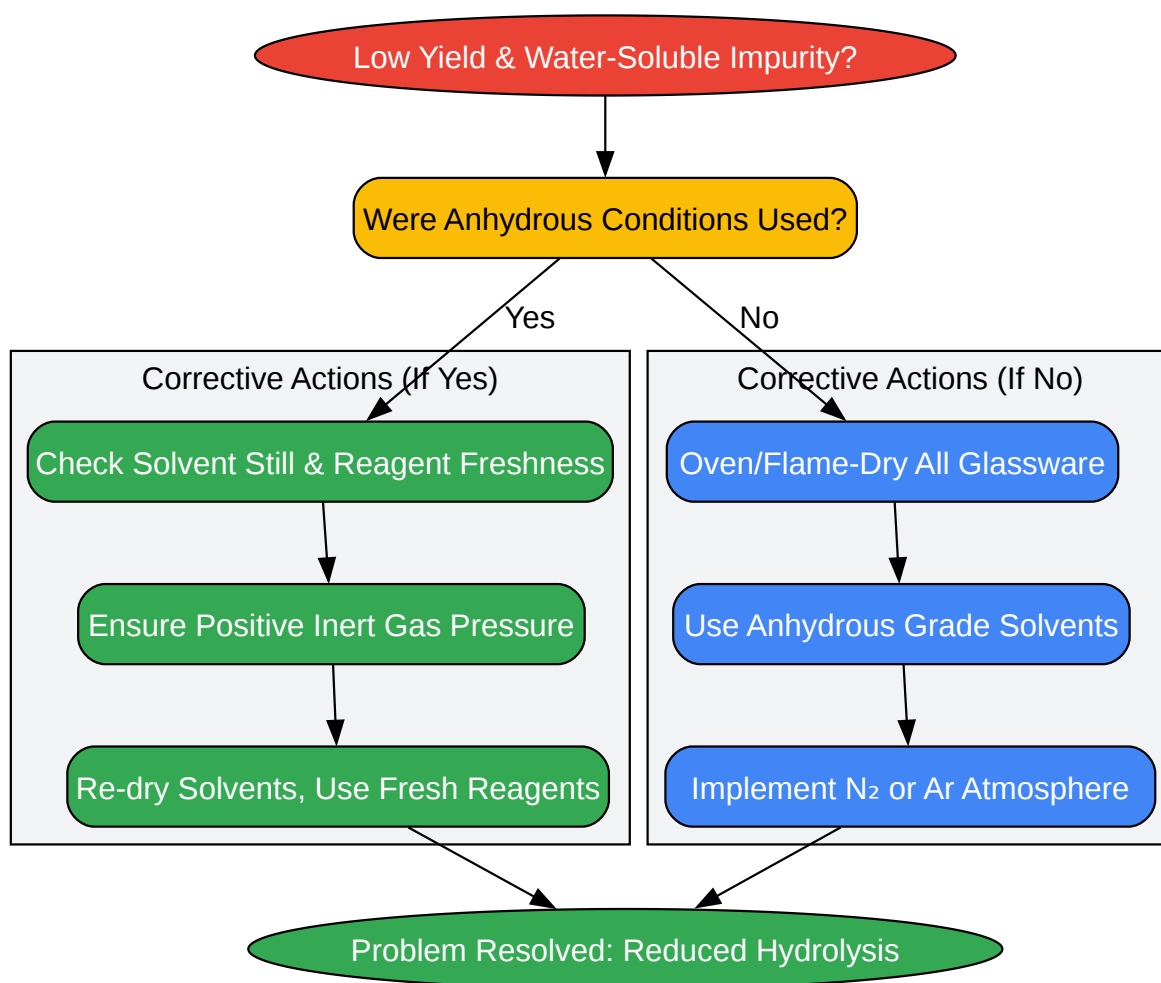 Low Yield & Water-Soluble Impurity?
Were Anhydrous Conditions Used?
Yes
No
Corrective Actions (If Yes)
Check Solvent Still & Reagent Freshness
Ensure Positive Inert Gas Pressure
Re-dry Solvents, Use Fresh Reagents
Corrective Actions (If No)
Oven/Flame-Dry All Glassware
Use Anhydrous Grade Solvents
Implement N₂ or Ar Atmosphere
Problem Resolved: Reduced Hydrolysis